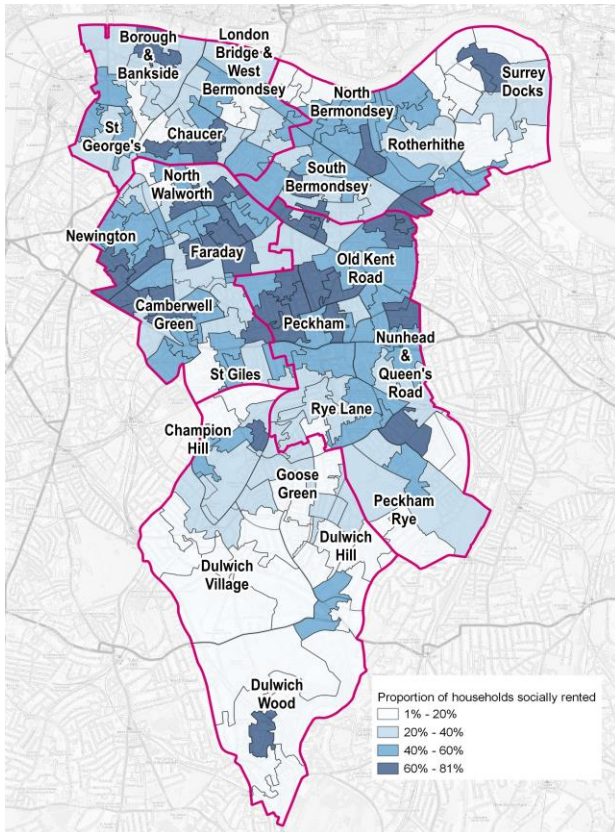 Borough
&
Bankside
London
Bridge &
West
Bermondsey
North
Bermondsey
Surrey
Docks
St
George's
Chaucer
Rotherhithe
South
Bermondsey
North
Walworth
Newington
Faraday
Old Kent
Road
Camberwell
Green
Peckham
Nunhead
&
Queen's
Road
St Giles
Rye Lane
Champion
Hill
Goose
Green
Peckham
Rye
Dulwich
Hill
Dulwich
Village
Dulwich
Wood
Proportion of households socially rented
1% - 20%
20% - 40%
40% - 60%
60% - 81%